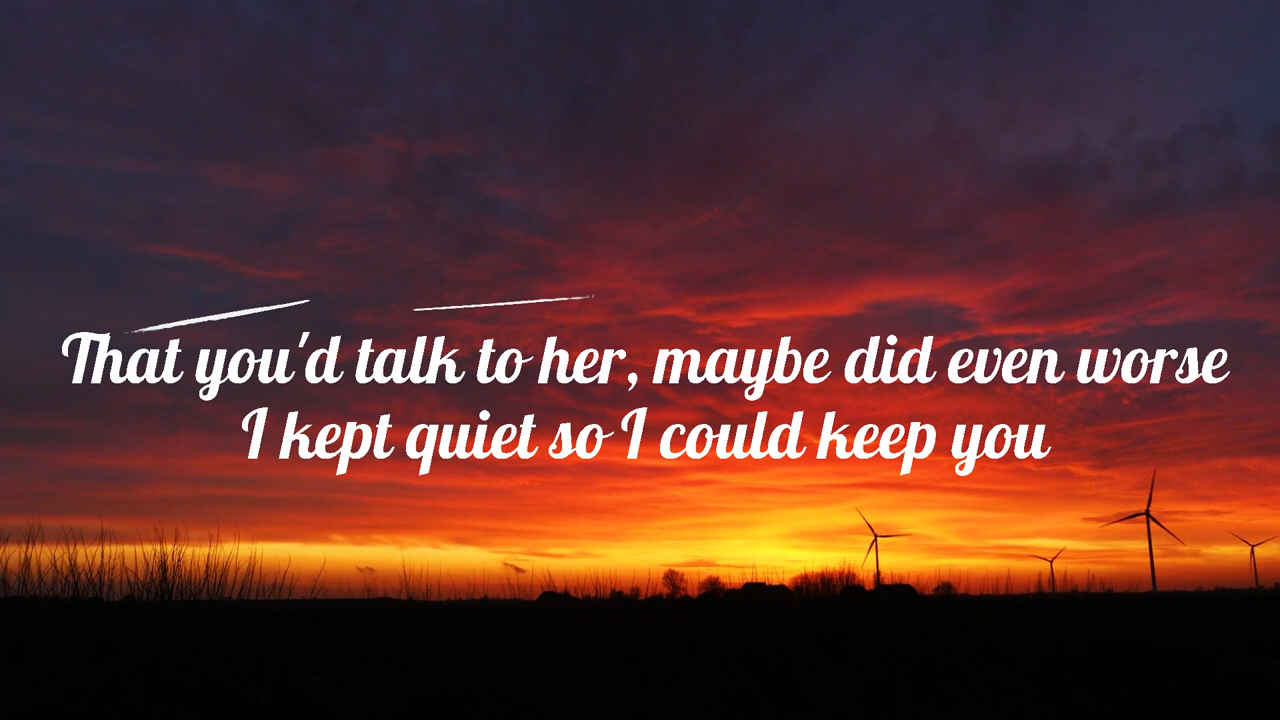 That you'd talk to her, maybe did even worse
I kept quiet so I could keep you